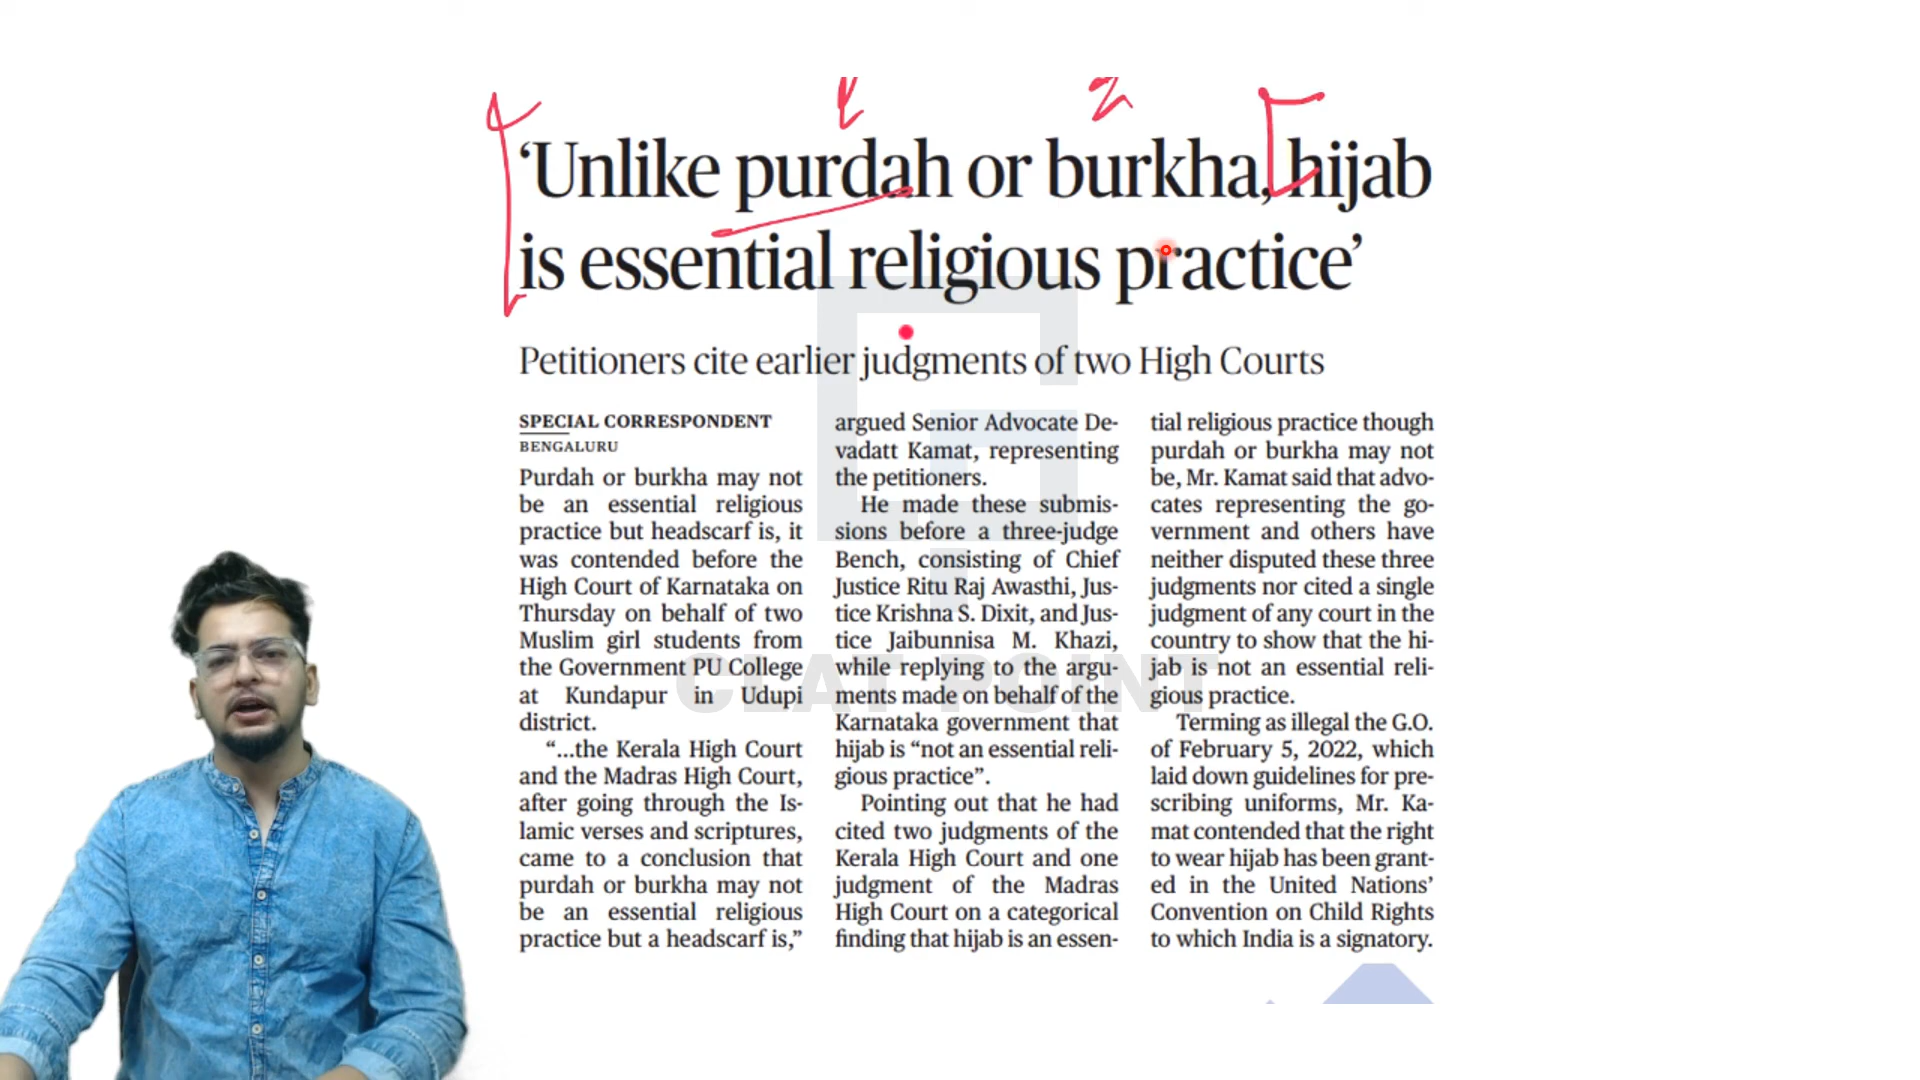 ‘Unlike purdah or burkha, hijab
is essential religious practice’
Petitioners cite earlier judgments of two High Courts
SPECIAL CORRESPONDENT
BENGALURU
Purdah or burkha may not
be an essential religious
practice but headscarf is, it
was contended before the
High Court of Karnataka on
Thursday on behalf of two
Muslim girl students from
the Government PU College
at Kundapur in Udupi
district.
“...the Kerala High Court
and the Madras High Court,
after going through the Is-
lamic verses and scriptures,
came to a conclusion that
purdah or burkha may not
be an essential religious
practice but a headscarf is,”
argued Senior Advocate De-
vadatt Kamat, representing
the petitioners.
He made these submis-
sions before a three-judge
Bench, consisting of Chief
Justice Ritu Raj Awasthi, Jus-
tice Krishna S. Dixit, and Jus-
tice Jaibunnisa M. Khazi,
while replying to the argu-
ments made on behalf of the
Karnataka government that
hijab is “not an essential reli-
gious practice”.
Pointing out that he had
cited two judgments of the
Kerala High Court and one
judgment of the Madras
High Court on a categorical
finding that hijab is an essen-
tial religious practice though
purdah or burkha may not
be, Mr. Kamat said that advo-
cates representing the go-
vernment and others have
neither disputed these three
judgments nor cited a single
judgment of any court in the
country to show that the hi-
jab is not an essential reli-
gious practice.
Terming as illegal the G.O.
of February 5, 2022, which
laid down guidelines for pre-
scribing uniforms, Mr. Ka-
mat contended that the right
to wear hijab has been grant-
ed in the United Nations’
Convention on Child Rights
to which India is a signatory.
CLAT POINT